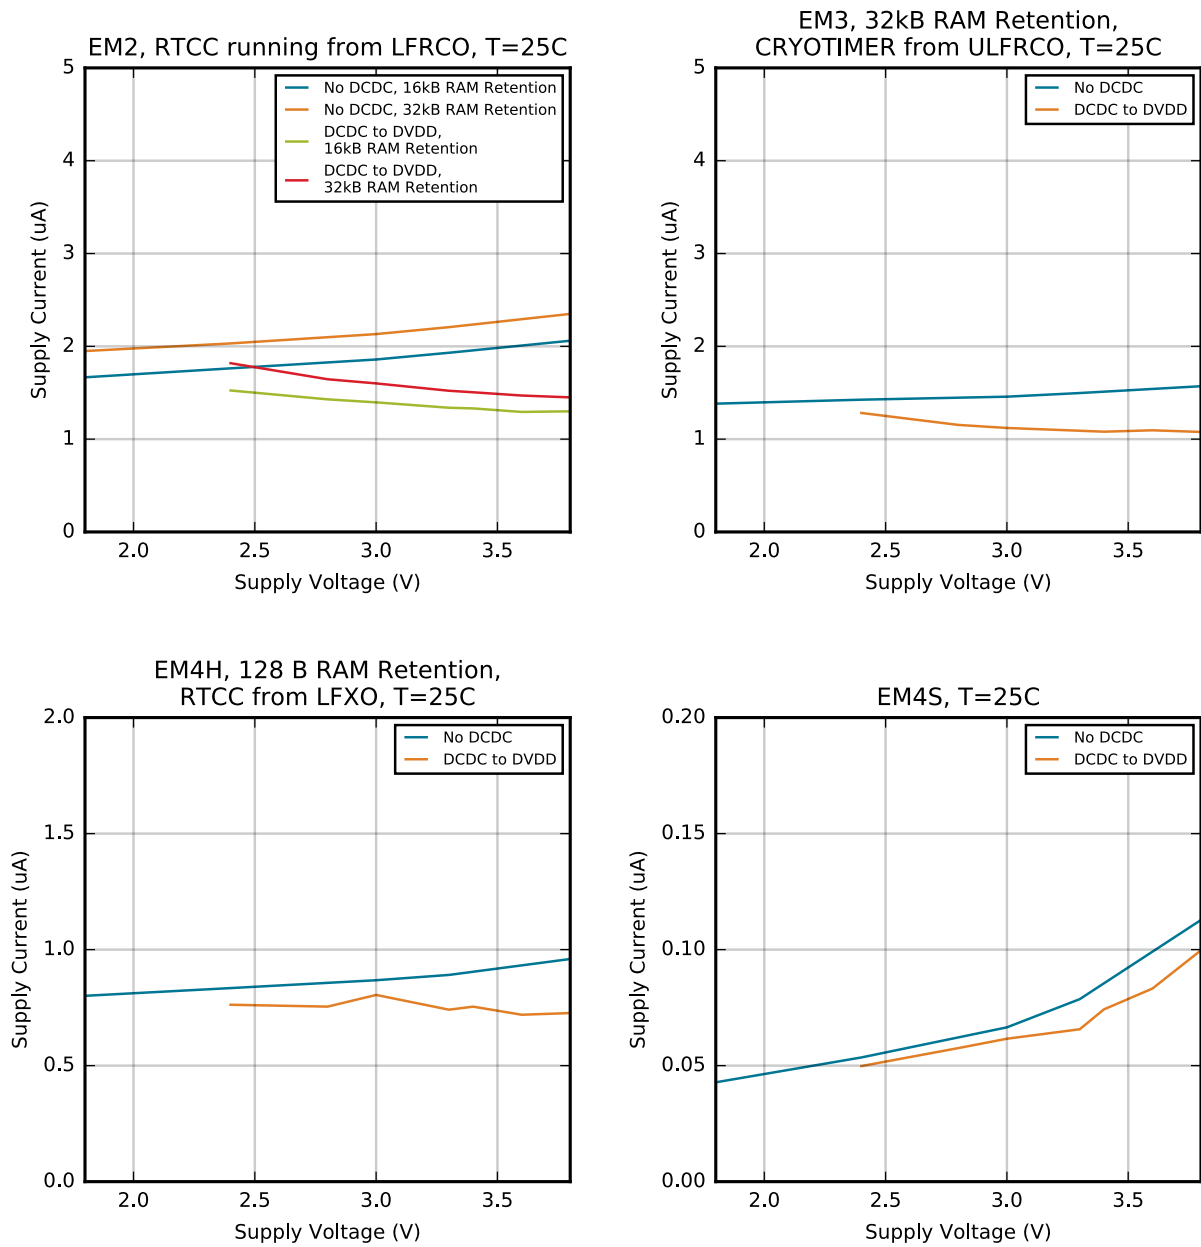 EM2, RTCC running from LFRCO, T=25C
5
4
3
2
1
0
Supply Current (uA)
No DCDC, 16kB RAM Retention
No DCDC, 32kB RAM Retention
DCDC to DVDD,
16kB RAM Retention
DCDC to DVDD,
32kB RAM Retention
2.0 2.5 3.0 3.5
Supply Voltage (V)
EM3, 32kB RAM Retention,
CRYOTIMER from ULFRCO, T=25C
5
4
3
2
1
0
Supply Current (uA)
No DCDC
DCDC to DVDD
2.0 2.5 3.0 3.5
Supply Voltage (V)
EM4H, 128 B RAM Retention,
RTCC from LFXO, T=25C
2.0
1.5
1.0
0.5
0.0
Supply Current (uA)
No DCDC
DCDC to DVDD
2.0 2.5 3.0 3.5
Supply Voltage (V)
EM4S, T=25C
0.20
0.15
0.10
0.05
0.00
Supply Current (uA)
No DCDC
DCDC to DVDD
2.0 2.5 3.0 3.5
Supply Voltage (V)